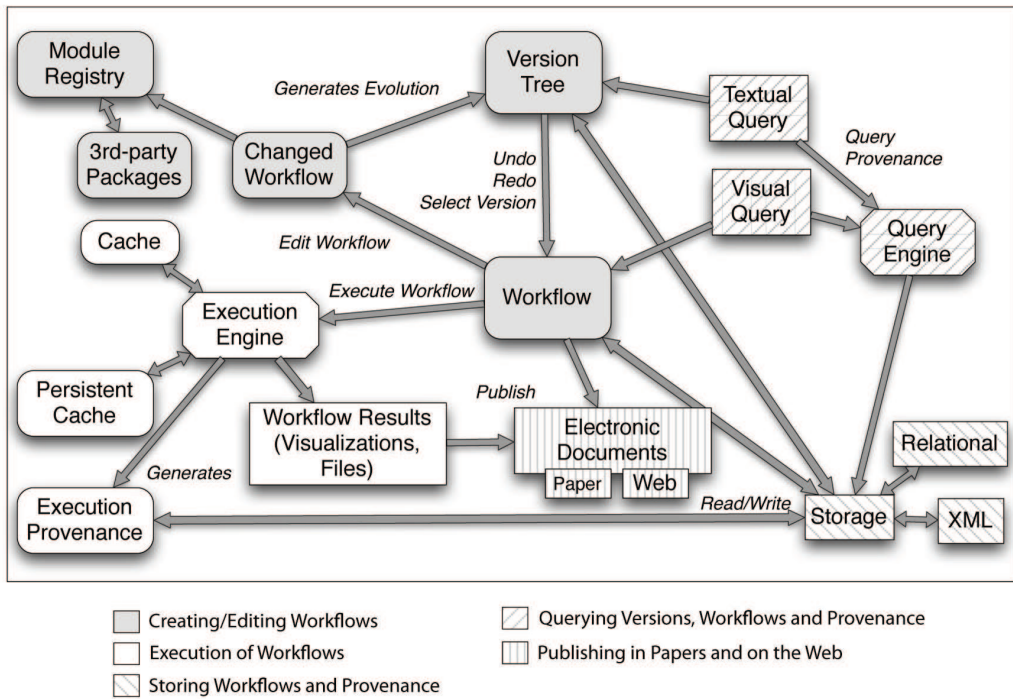 Module
Registry
Version
Tree
Generates Evolution
Textual
Query
Query
Provenance
3rd-party
Packages
Changed
Workflow
Undo
Redo
Select Version
Visual
Query
Query
Engine
Cache
Edit Workflow
Execute Workflow
Workflow
Execution
Engine
Persistent
Cache
Publish
Workflow Results
(Visualizations,
Files)
Electronic
Documents
Paper
Web
Relational
Generates
Execution
Provenance
Read/Write
Storage
XML
Creating/Editing Workflows
Execution of Workflows
Storing Workflows and Provenance
Querying Versions, Workflows and Provenance
Publishing in Papers and on the Web